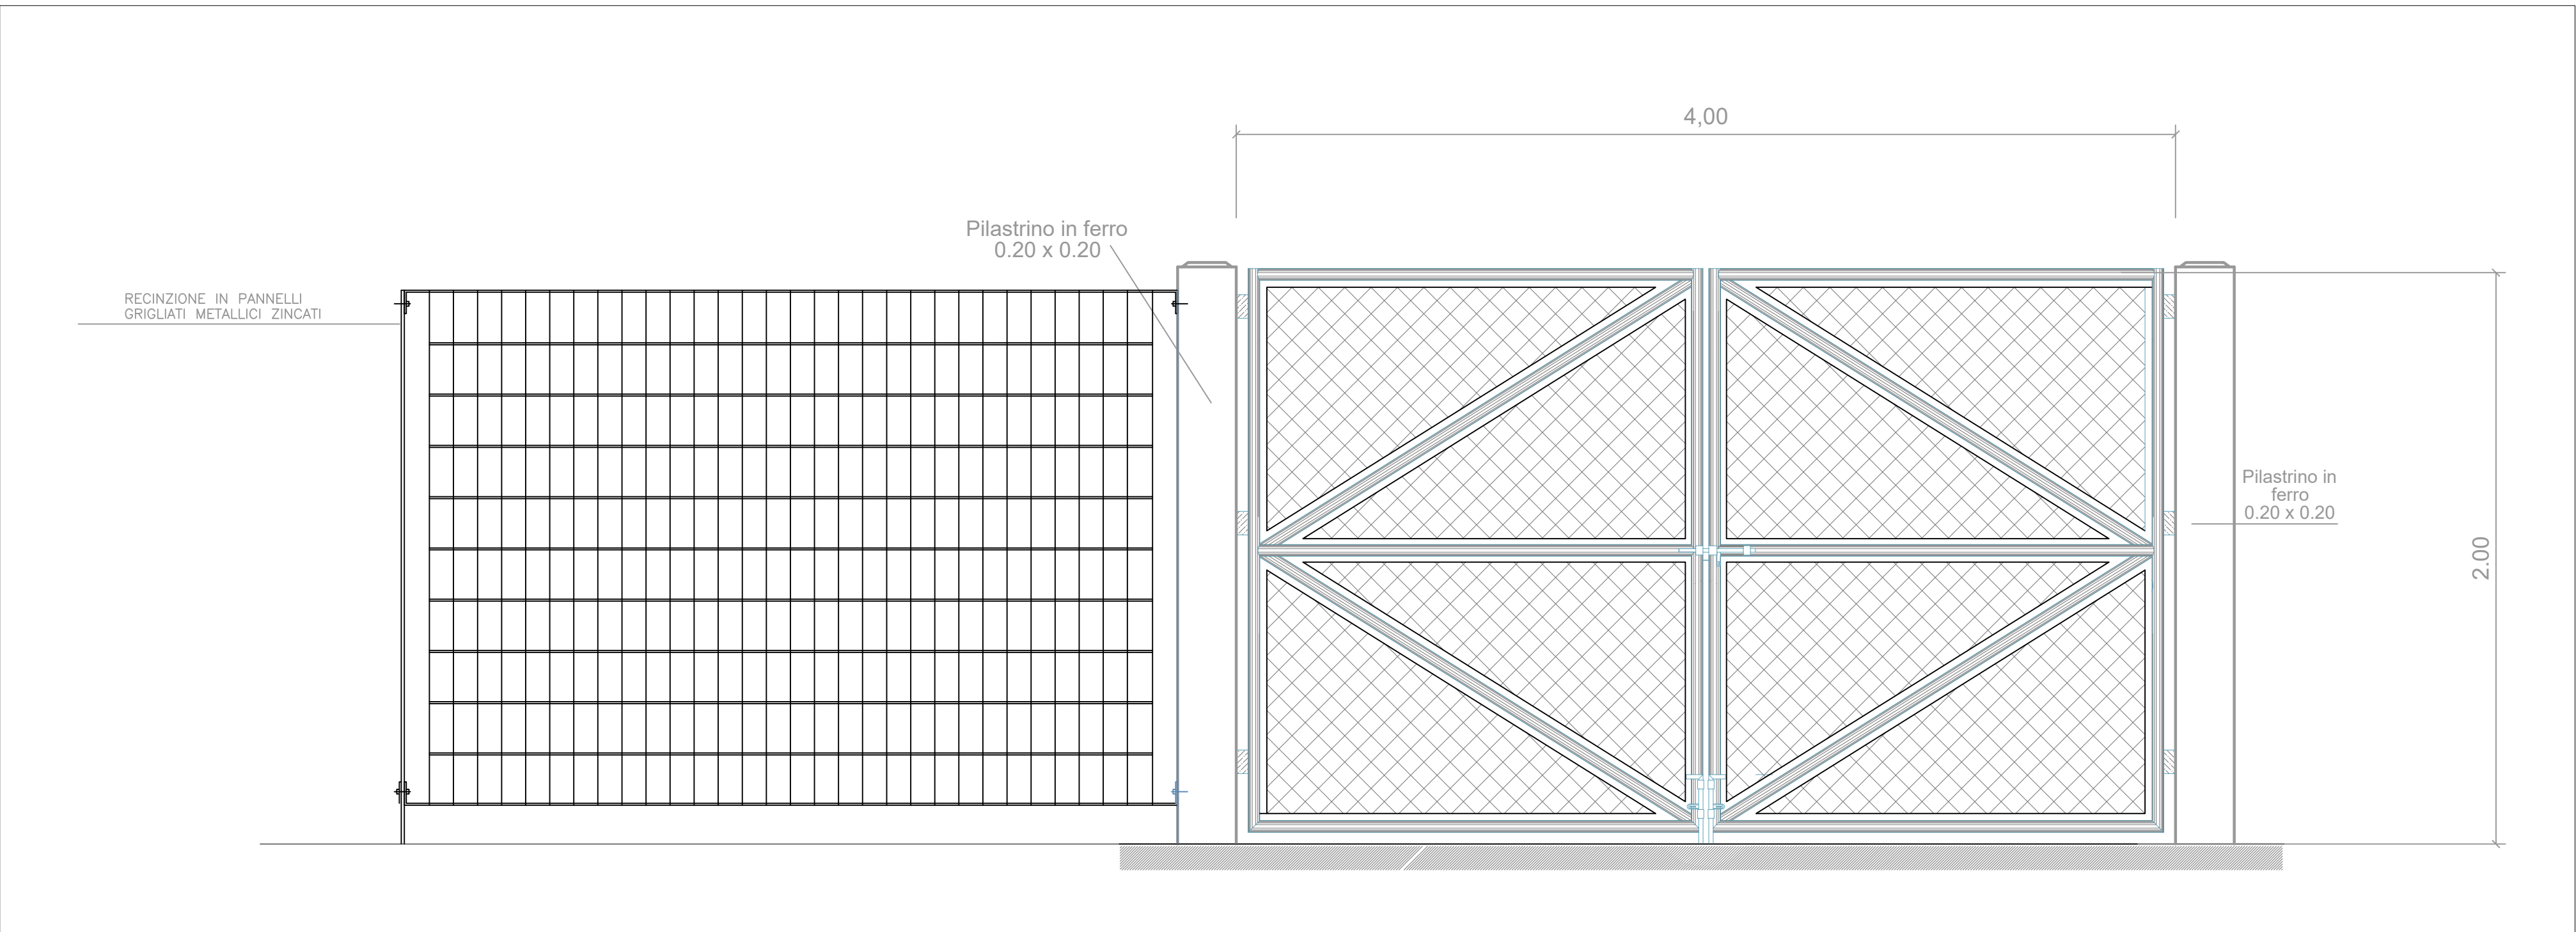 4,00
Pilastrino in ferro
0.20 x 0.20
RECINZIONE IN PANNELLI
GRIGLIATI METALLICI ZINCATI
Pilastrino in
ferro
0.20 x 0.20
2.00